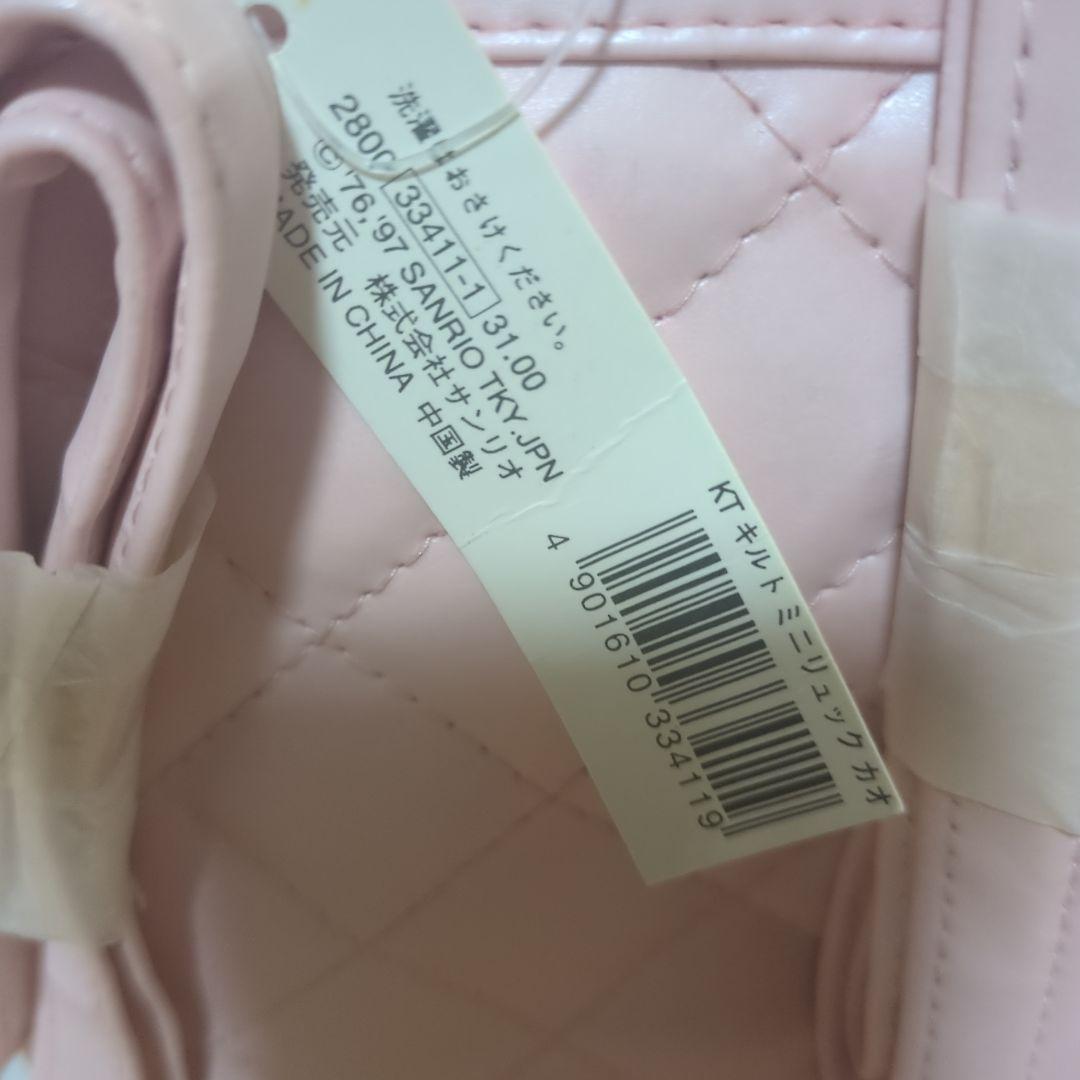 洗濯はおさけください。
2800 33411-1 31.00
© '76, '97 SANRIO TKY.JPN
発売元 株式会社サンリオ
MADE IN CHINA 中国製
KT キルト ミニリュック カオ
4 901610 334119